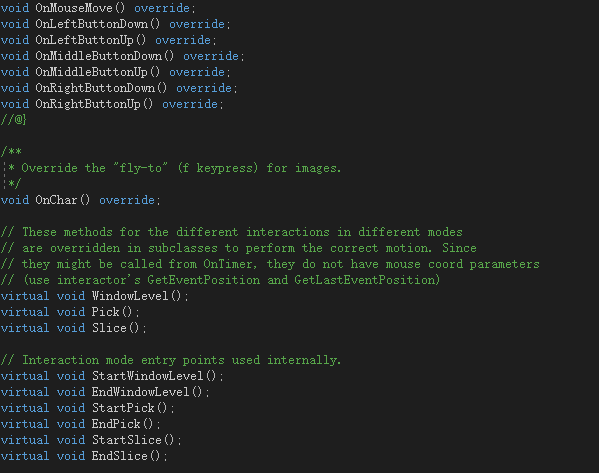 void OnMouseMove() override;
void OnLeftButtonDown() override;
void OnLeftButtonUp() override;
void OnMiddleButtonDown() override;
void OnMiddleButtonUp() override;
void OnRightButtonDown() override;
void OnRightButtonUp() override;
//@}
/**
* Override the "fly-to" (f keypress) for images.
*/
void OnChar() override;
// These methods for the different interactions in different modes
// are overridden in subclasses to perform the correct motion. Since
// they might be called from OnTimer, they do not have mouse coord parameters
// (use interactor's GetEventPosition and GetLastEventPosition)
virtual void WindowLevel();
virtual void Pick();
virtual void Slice();
// Interaction mode entry points used internally.
virtual void StartWindowLevel();
virtual void EndWindowLevel();
virtual void StartPick();
virtual void EndPick();
virtual void StartSlice();
virtual void EndSlice();